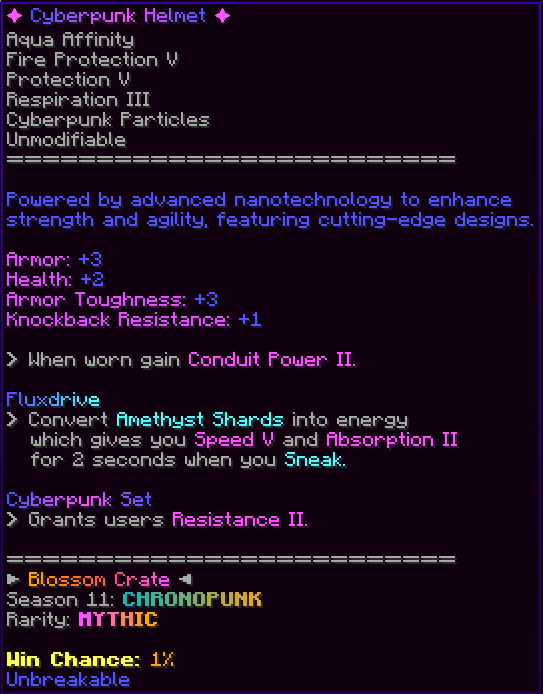 ✦ Cyberpunk Helmet ✦
Aqua Affinity
Fire Protection V
Protection V
Respiration III
Cyberpunk Particles
Unmodifiable
============================
Powered by advanced nanotechnology to enhance
strength and agility, featuring cutting-edge designs.
Armor: +3
Health: +2
Armor Toughness: +3
Knockback Resistance: +1
> When worn gain Conduit Power II.
Fluxdrive
> Convert Amethyst Shards into energy
which gives you Speed V and Absorption II
for 2 seconds when you Sneak.
Cyberpunk Set
> Grants users Resistance II.
============================
► Blossom Crate ◄
Season 11: CHRONOPUNK
Rarity: MYTHIC
Win Chance: 1%
Unbreakable